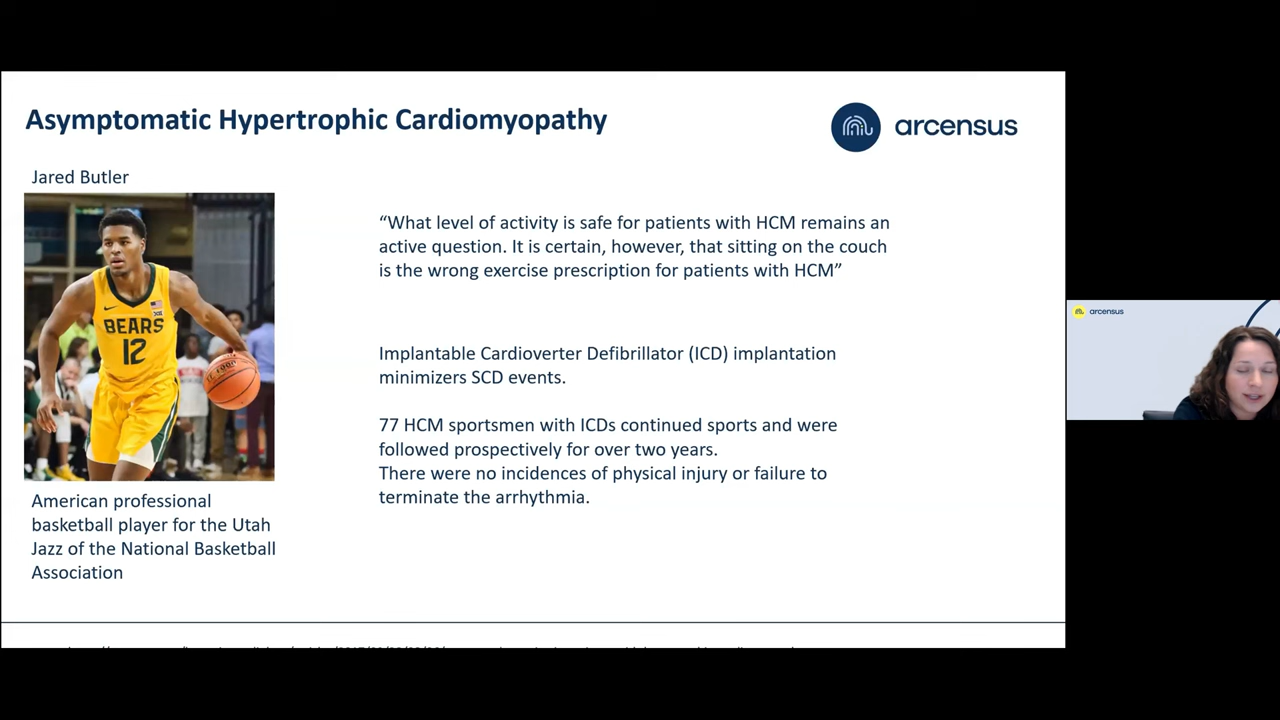 Asymptomatic Hypertrophic Cardiomyopathy
arcensus
Jared Butler
BEARS
12
American professional
basketball player for the Utah
Jazz of the National Basketball
Association
“What level of activity is safe for patients with HCM remains an
active question. It is certain, however, that sitting on the couch
is the wrong exercise prescription for patients with HCM”
Implantable Cardioverter Defibrillator (ICD) implantation
minimizers SCD events.
77 HCM sportsmen with ICDs continued sports and were
followed prospectively for over two years.
There were no incidences of physical injury or failure to
terminate the arrhythmia.
arcensus